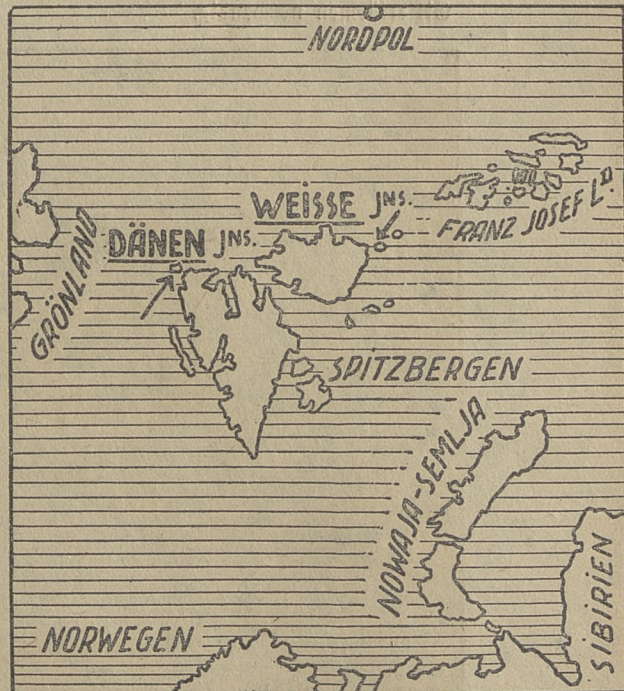 NORDPOL
WEISSE JNS.
FRANZ JOSEF Lᴰ
DÄNEN JNS.
GRÖNLAND
SPITZBERGEN
NOWAJA-SEMLJA
SIBIRIEN
NORWEGEN